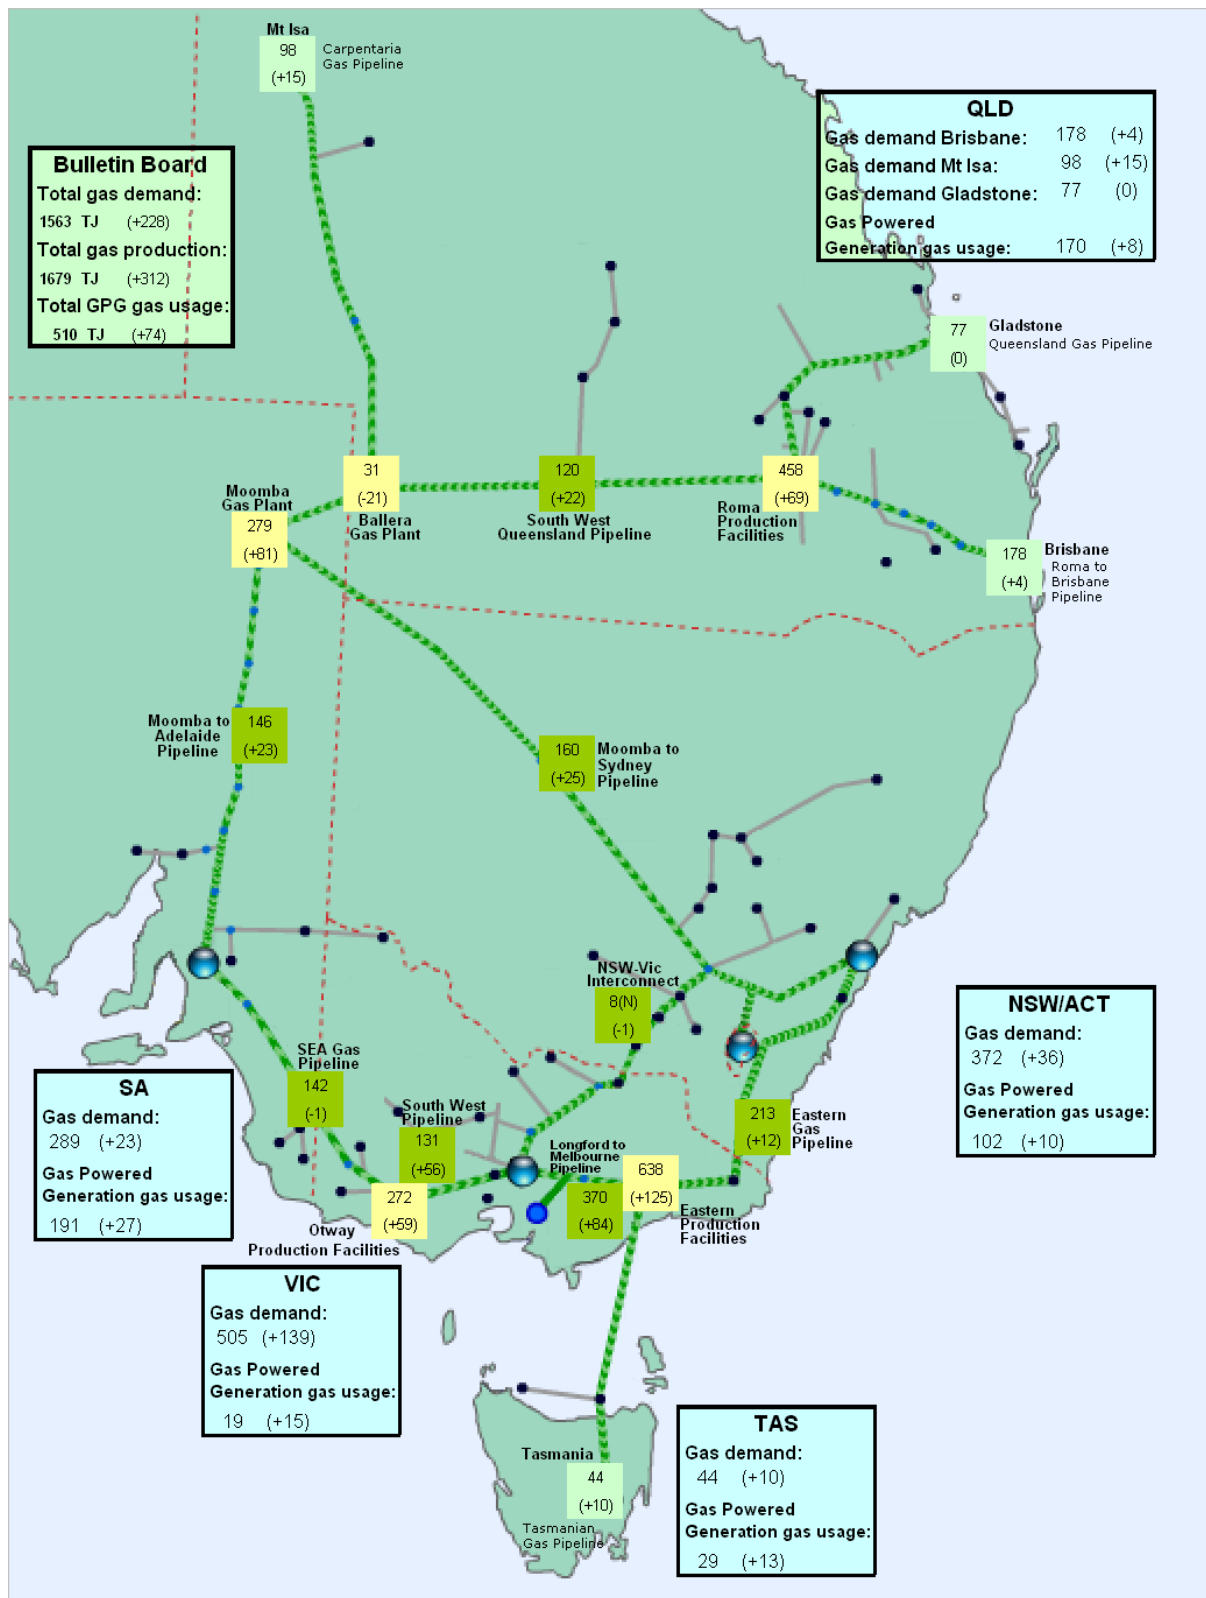 Mt Isa
98
(+15)
Carpentaria
Gas Pipeline
QLD
Gas demand Brisbane: 178 (+4)
Gas demand Mt Isa: 98 (+15)
Gas demand Gladstone: 77 (0)
Gas Powered
Generation gas usage: 170 (+8)
Bulletin Board
Total gas demand:
1563 TJ (+228)
Total gas production:
1679 TJ (+312)
Total GPG gas usage:
510 TJ (+74)
77
(0)
Gladstone
Queensland Gas Pipeline
Moomba
Gas Plant
279
(+81)
31
(-21)
Ballera
Gas Plant
120
(+22)
South West
Queensland Pipeline
458
(+69)
Roma
Production
Facilities
178
(+4)
Brisbane
Roma to
Brisbane
Pipeline
Moomba to
Adelaide
Pipeline
146
(+23)
160
(+25)
Moomba to
Sydney
Pipeline
NSW-Vic
Interconnect
8(N)
(-1)
NSW/ACT
Gas demand:
372 (+36)
Gas Powered
Generation gas usage:
102 (+10)
SEA Gas
Pipeline
142
(-1)
SA
Gas demand:
289 (+23)
Gas Powered
Generation gas usage:
191 (+27)
South West
Pipeline
131
(+56)
Longford to
Melbourne
Pipeline
370
(+84)
638
(+125)
Eastern
Production
Facilities
213
(+12)
Eastern
Gas
Pipeline
272
(+59)
Otway
Production Facilities
VIC
Gas demand:
505 (+139)
Gas Powered
Generation gas usage:
19 (+15)
Tasmania
44
(+10)
Tasmanian
Gas Pipeline
TAS
Gas demand:
44 (+10)
Gas Powered
Generation gas usage:
29 (+13)